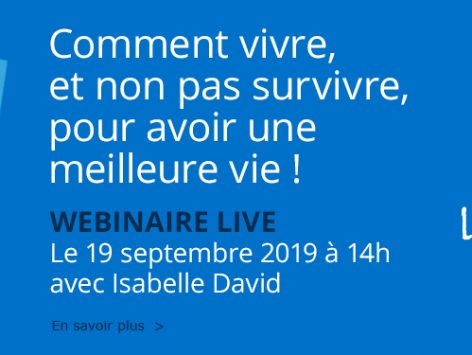 Comment vivre,
et non pas survivre,
pour avoir une
meilleure vie !
WEBINAIRE LIVE
Le 19 septembre 2019 à 14h
avec Isabelle David
En savoir plus >